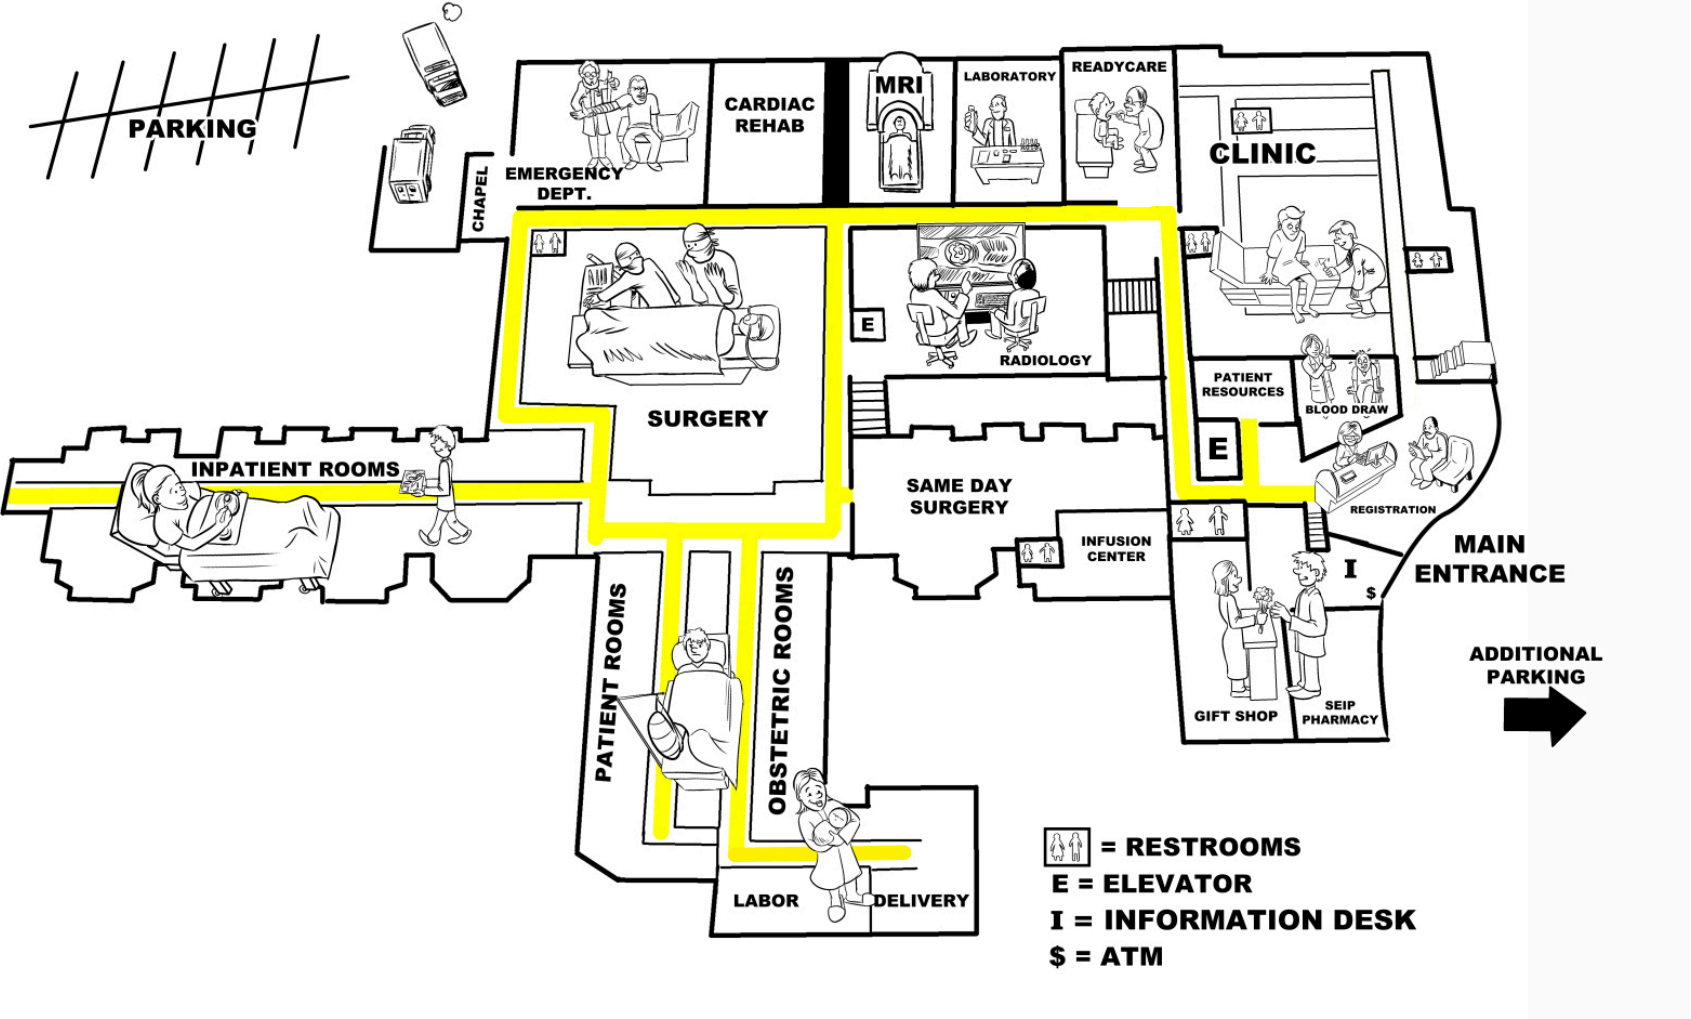 PARKING
CHAPEL
EMERGENCY
DEPT.
CARDIAC
REHAB
MRI
LABORATORY
READYCARE
CLINIC
SURGERY
E
RADIOLOGY
PATIENT
RESOURCES
BLOOD DRAW
E
REGISTRATION
INPATIENT ROOMS
SAME DAY
SURGERY
INFUSION
CENTER
I
$
MAIN
ENTRANCE
PATIENT ROOMS
OBSTETRIC ROOMS
GIFT SHOP
SEIP
PHARMACY
ADDITIONAL
PARKING
LABOR
DELIVERY
= RESTROOMS
E = ELEVATOR
I = INFORMATION DESK
$ = ATM